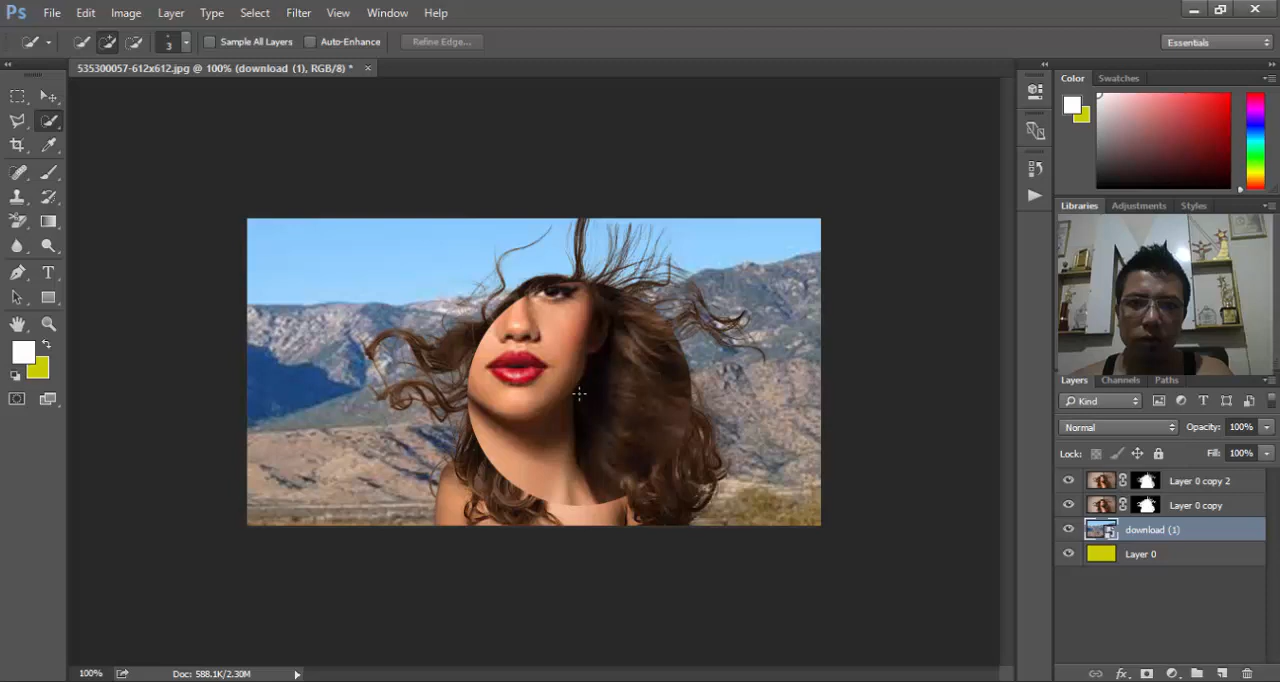 Ps File Edit Image Layer Type Select Filter View Window Help
3 Sample All Layers Auto-Enhance Refine Edge... Essentials
535300057-612x612.jpg @ 100% (download (1), RGB/8) * ×
Color Swatches
Libraries Adjustments Styles
Layers Channels Paths
Kind
Normal Opacity: 100%
Lock: Fill: 100%
Layer 0 copy 2
Layer 0 copy
download (1)
Layer 0
100% Doc: 588.1K/2.30M